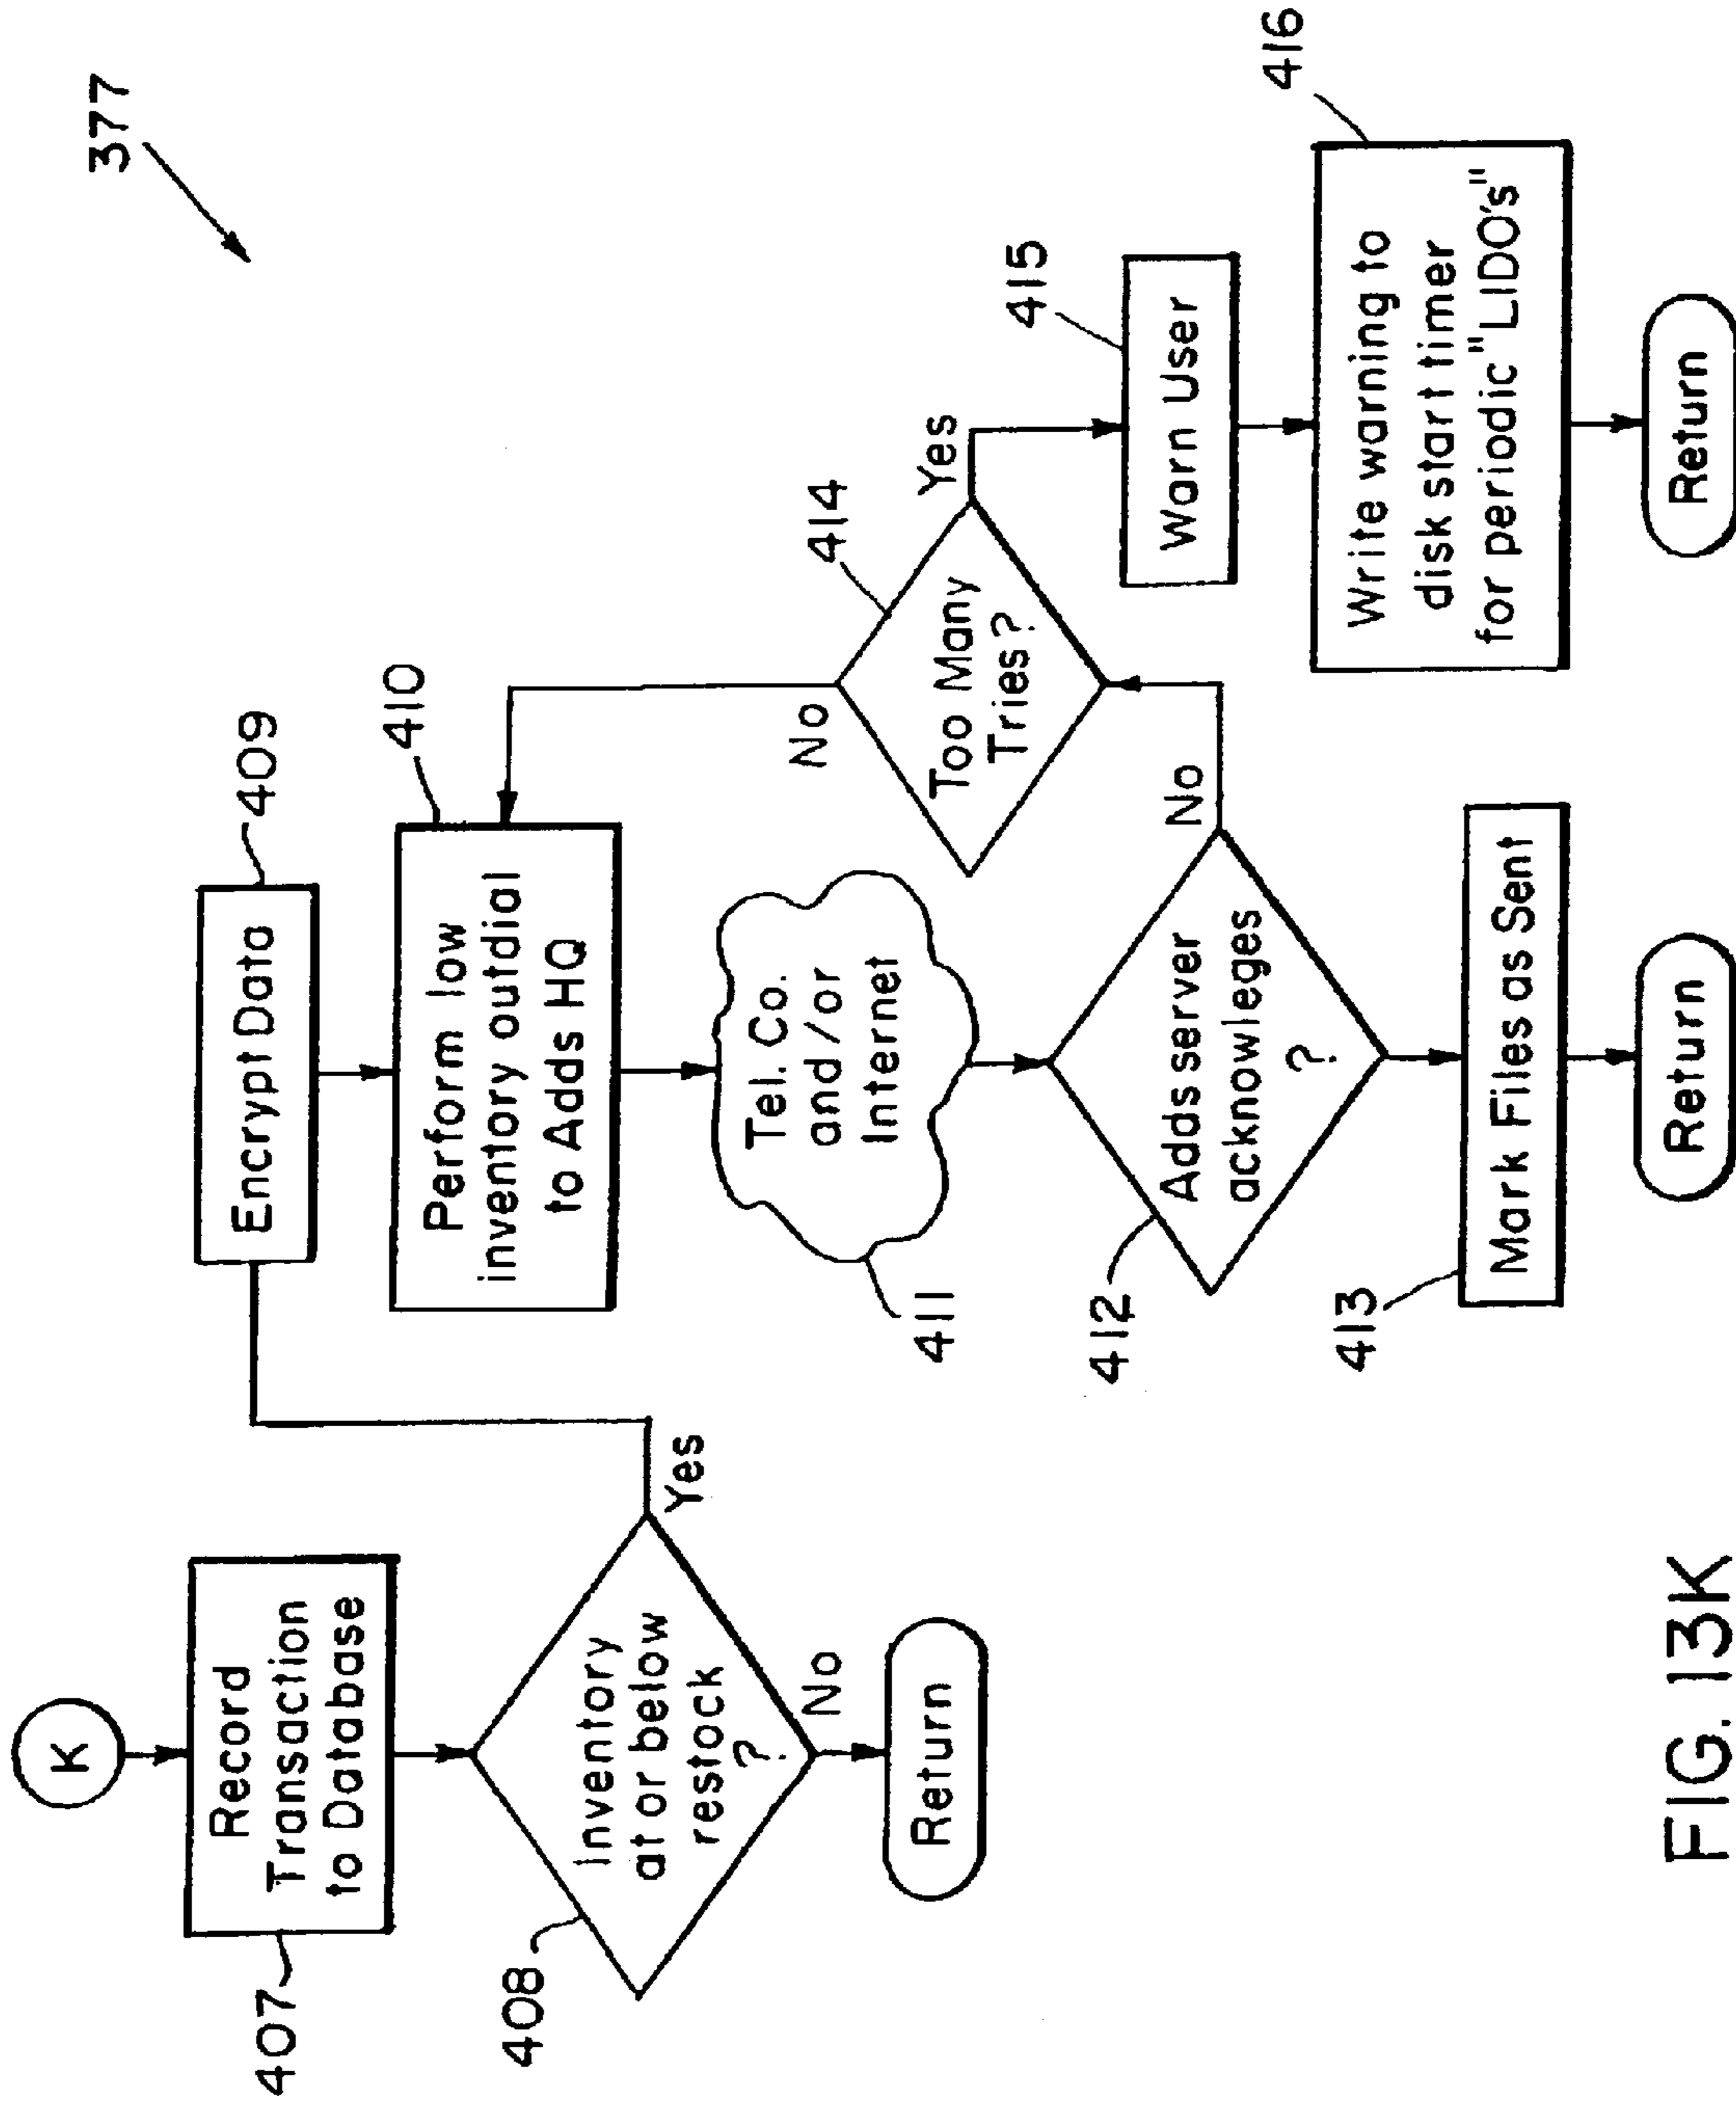 377
K
407
Record
Transaction
to Database
408
Inventory
at or below
restock
?
Yes
No
Return
409
Encrypt Data
410
Perform low
inventory outdial
to Adds HQ
411
Tel. Co.
and/or
Internet
412
Adds server
acknowleges
?
No
413
Mark Files as Sent
Return
414
Too Many
Tries?
No
Yes
415
Warn User
416
Write warning to
disk start timer
for periodic "LIDO's"
Return
FIG. 13K